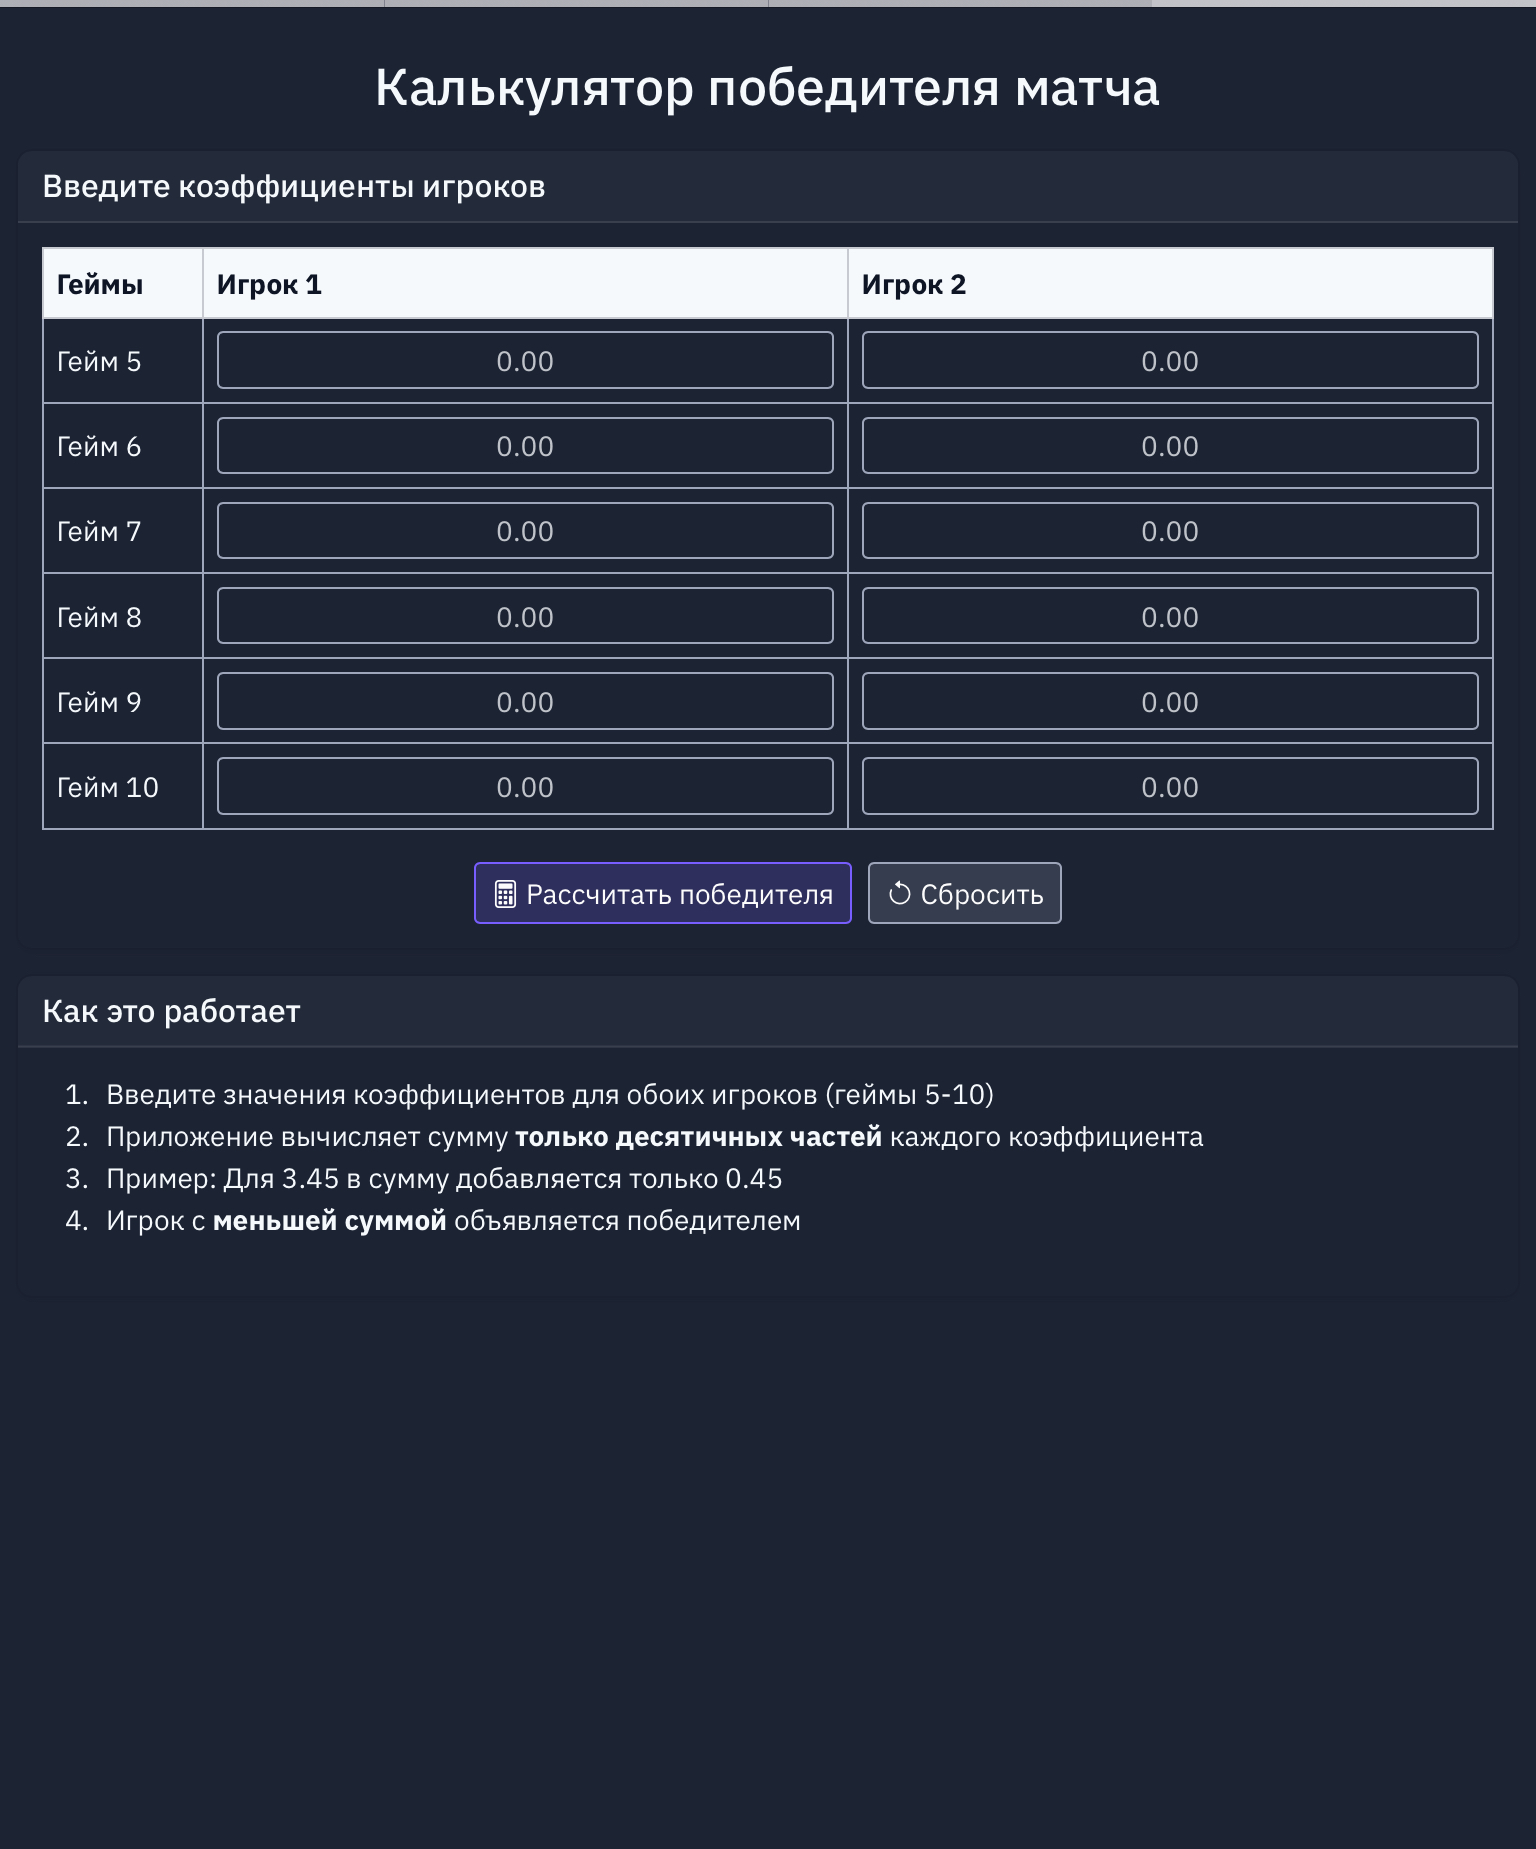 Калькулятор победителя матча
Введите коэффициенты игроков
Геймы Игрок 1 Игрок 2
Гейм 5 0.00 0.00
Гейм 6 0.00 0.00
Гейм 7 0.00 0.00
Гейм 8 0.00 0.00
Гейм 9 0.00 0.00
Гейм 10 0.00 0.00
Рассчитать победителя Сбросить
Как это работает
1. Введите значения коэффициентов для обоих игроков (геймы 5-10)
2. Приложение вычисляет сумму только десятичных частей каждого коэффициента
3. Пример: Для 3.45 в сумму добавляется только 0.45
4. Игрок с меньшей суммой объявляется победителем